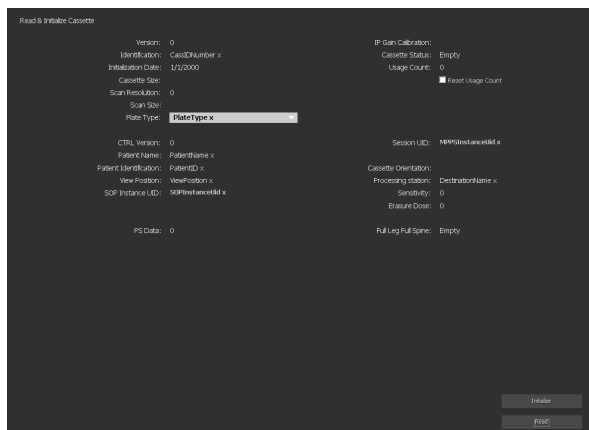 Read & Initialize Cassette
Version: 0
Identification: CassIDNumber x
Initialization Date: 1/1/2000
Cassette Size:
Scan Resolution: 0
Scan Size:
Plate Type: PlateType x
IP Gain Calibration:
Cassette Status: Empty
Usage Count: 0
Reset Usage Count
CTRL Version: 0
Patient Name: PatientName x
Patient Identification: PatientID x
View Position: ViewPosition x
SOP Instance UID: SOPInstanceUid x
Session UID: MPPSInstanceUid x
Cassette Orientation:
Processing station: DestinationName x
Sensitivity: 0
Erasure Dose: 0
PS Data: 0
Full Leg Full Spine: Empty
Initialize
Read